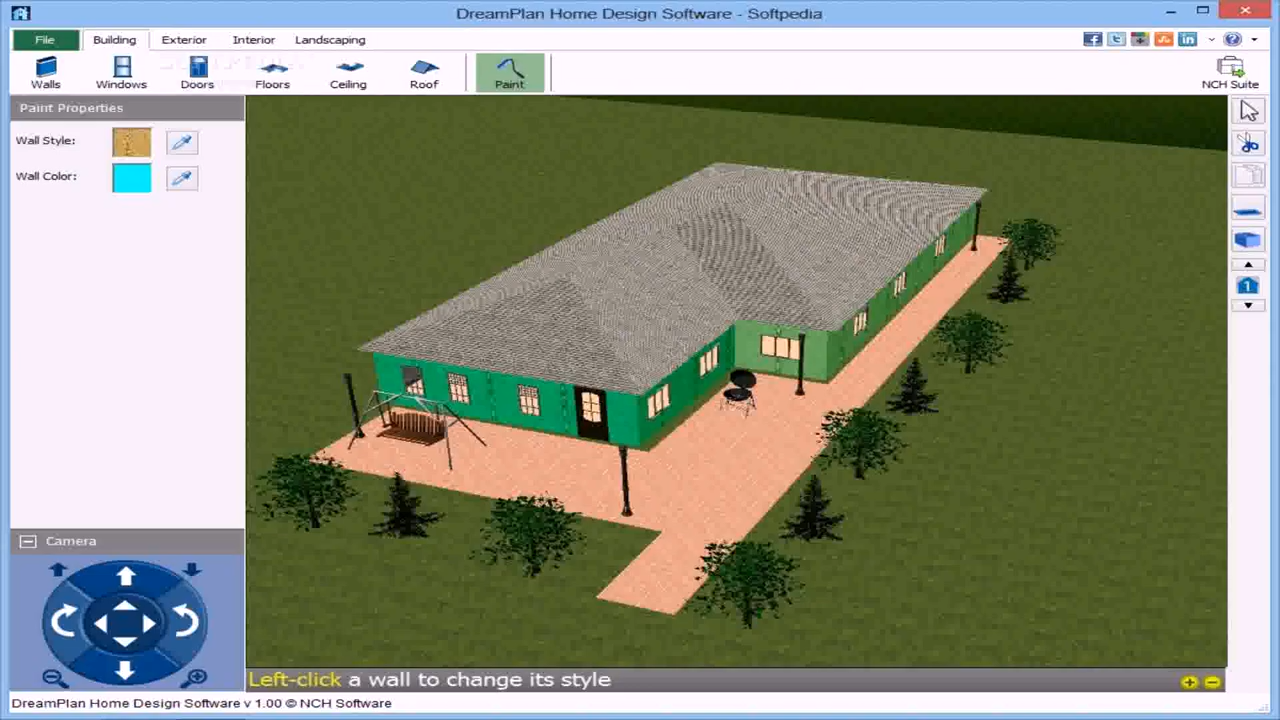 DreamPlan Home Design Software - Softpedia
File Building Exterior Interior Landscaping
Walls Windows Doors Floors Ceiling Roof Paint NCH Suite
Paint Properties
Wall Style:
Wall Color:
1
Camera
Left-click a wall to change its style
DreamPlan Home Design Software v 1.00 © NCH Software